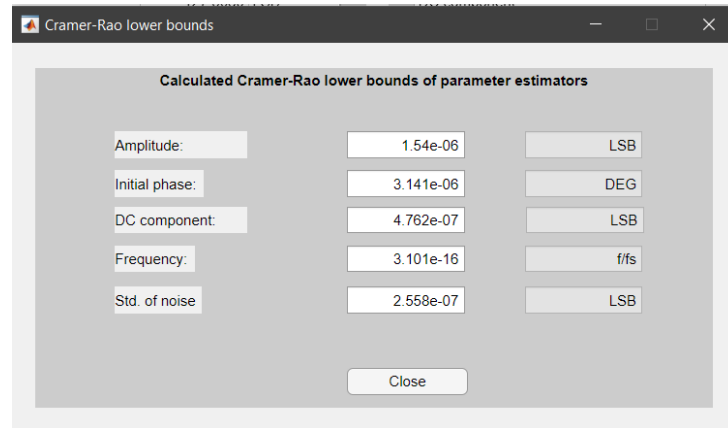 Cramer-Rao lower bounds
Calculated Cramer-Rao lower bounds of parameter estimators
Amplitude: 1.54e-06 LSB
Initial phase: 3.141e-06 DEG
DC component: 4.762e-07 LSB
Frequency: 3.101e-16 f/fs
Std. of noise 2.558e-07 LSB
Close